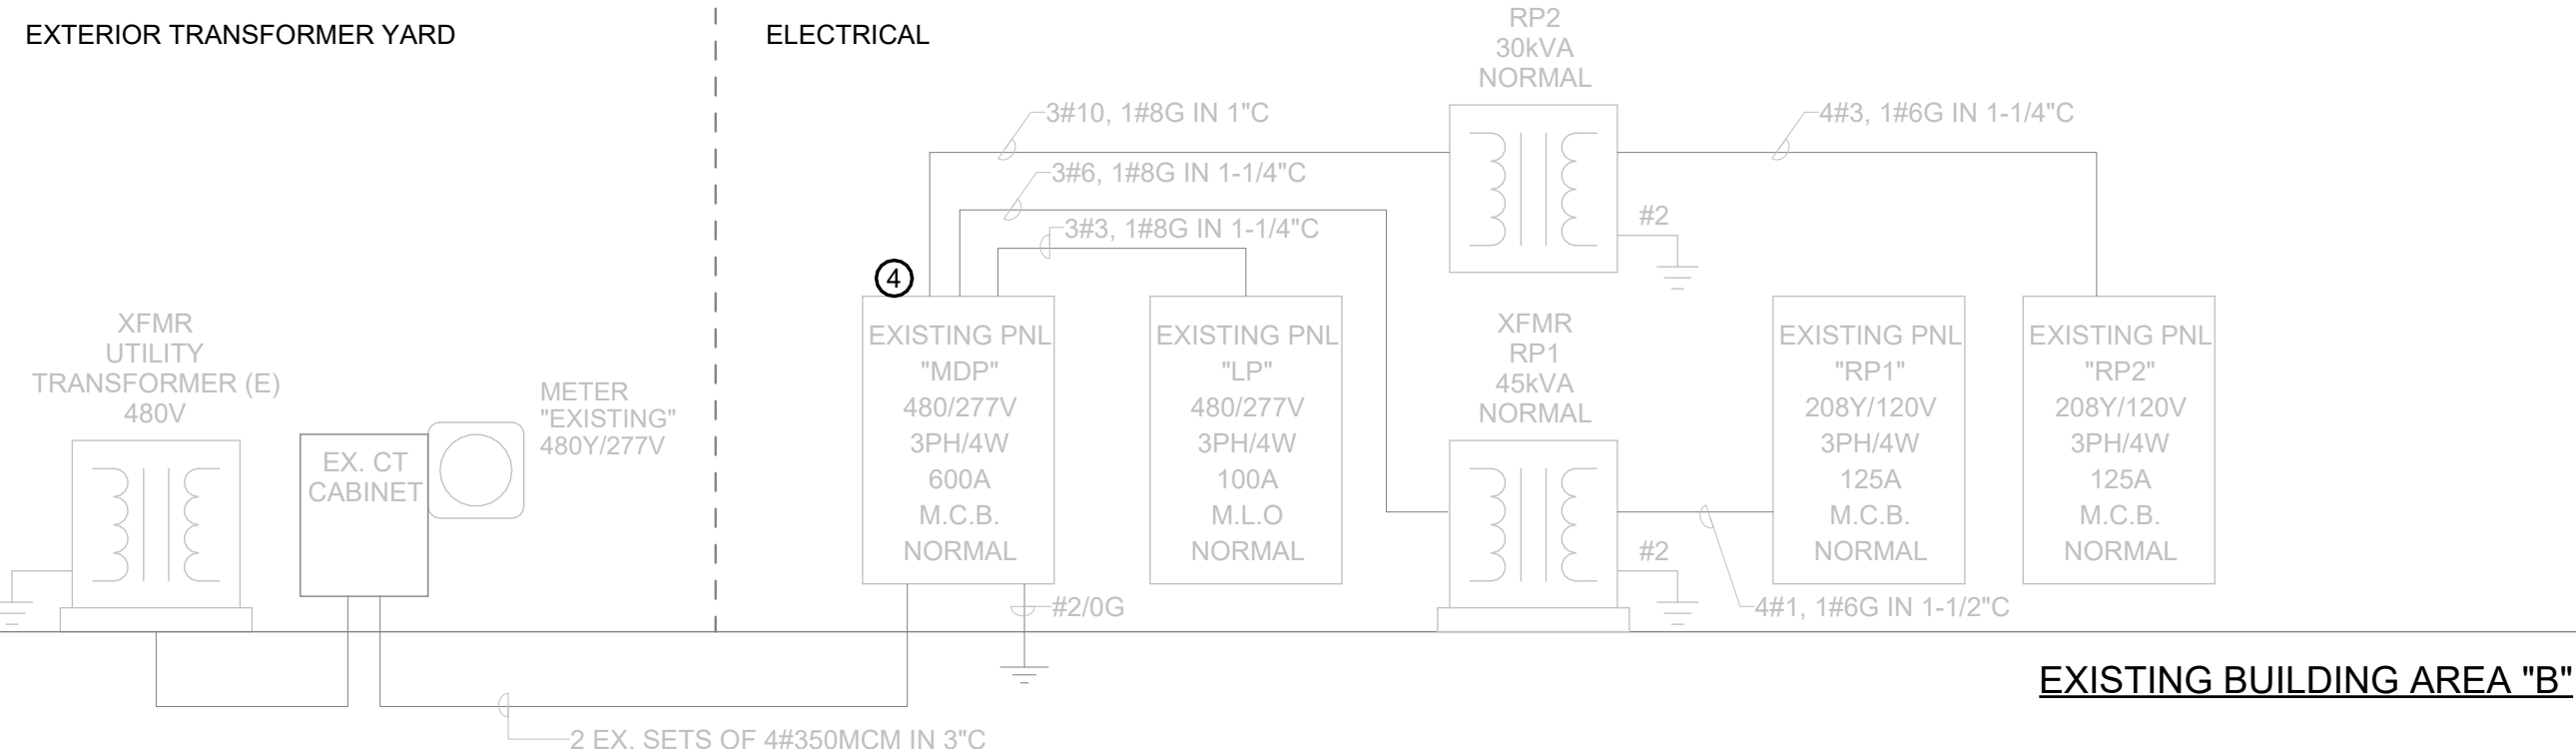 EXTERIOR TRANSFORMER YARD
ELECTRICAL
RP2
30kVA
NORMAL
3#10, 1#8G IN 1"C
4#3, 1#6G IN 1-1/4"C
3#6, 1#8G IN 1-1/4"C
3#3, 1#8G IN 1-1/4"C
#2
4
XFMR
UTILITY
TRANSFORMER (E)
480V
EX. CT
CABINET
METER
"EXISTING"
480Y/277V
EXISTING PNL
"MDP"
480/277V
3PH/4W
600A
M.C.B.
NORMAL
EXISTING PNL
"LP"
480/277V
3PH/4W
100A
M.L.O
NORMAL
XFMR
RP1
45kVA
NORMAL
#2
EXISTING PNL
"RP1"
208Y/120V
3PH/4W
125A
M.C.B.
NORMAL
EXISTING PNL
"RP2"
208Y/120V
3PH/4W
125A
M.C.B.
NORMAL
#2/0G
4#1, 1#6G IN 1-1/2"C
EXISTING BUILDING AREA "B"
2 EX. SETS OF 4#350MCM IN 3"C